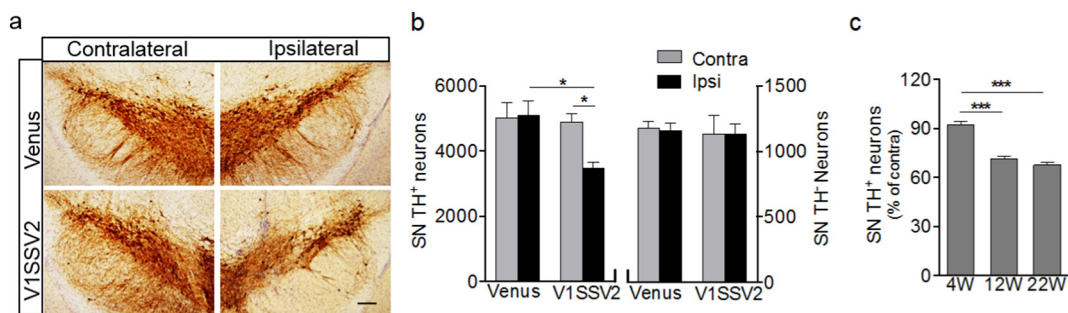 a
Contralateral Ipsilateral
Venus
V1SSV2
b
Contra
Ipsi
SN TH+ neurons
6000
4000
2000
0
*
*
Venus V1SSV2 Venus V1SSV2
1500
1000
500
0
SN TH- Neurons
c
SN TH+ neurons
(% of contra)
120
90
60
30
0
***
***
4W 12W 22W